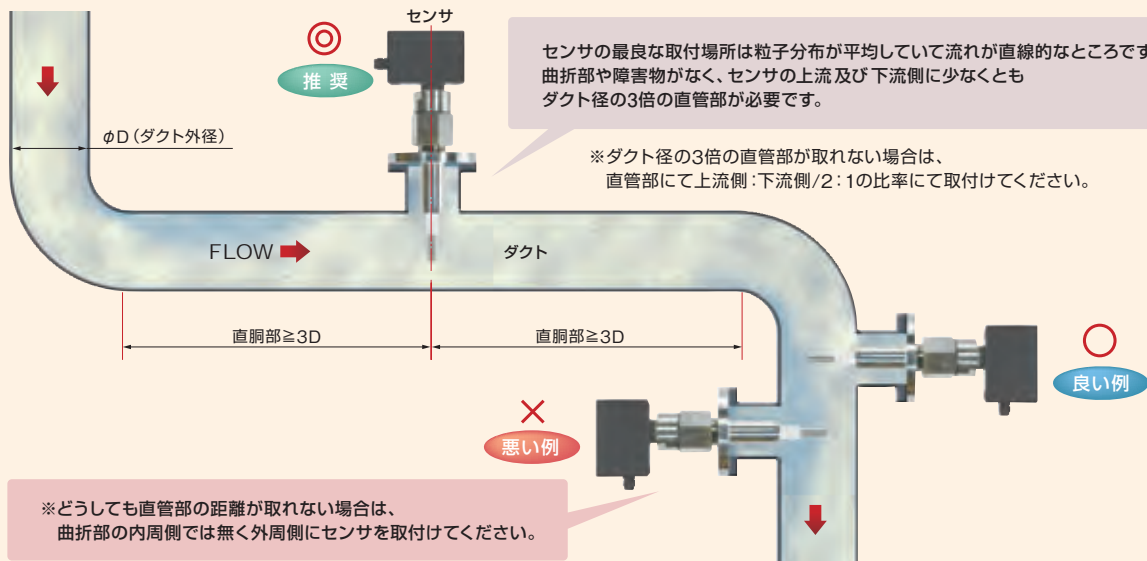 センサ
◎
推奨
センサの最良な取付場所は粒子分布が平均していて流れが直線的なところです
曲折部や障害物がなく、センサの上流及び下流側に少なくとも
ダクト径の3倍の直管部が必要です。
φD（ダクト外径）
※ダクト径の3倍の直管部が取れない場合は、
直管部にて上流側：下流側/2：1の比率にて取付けてください。
FLOW
ダクト
直胴部≧3D
直胴部≧3D
○
良い例
×
悪い例
※どうしても直管部の距離が取れない場合は、
曲折部の内周側では無く外周側にセンサを取付けてください。